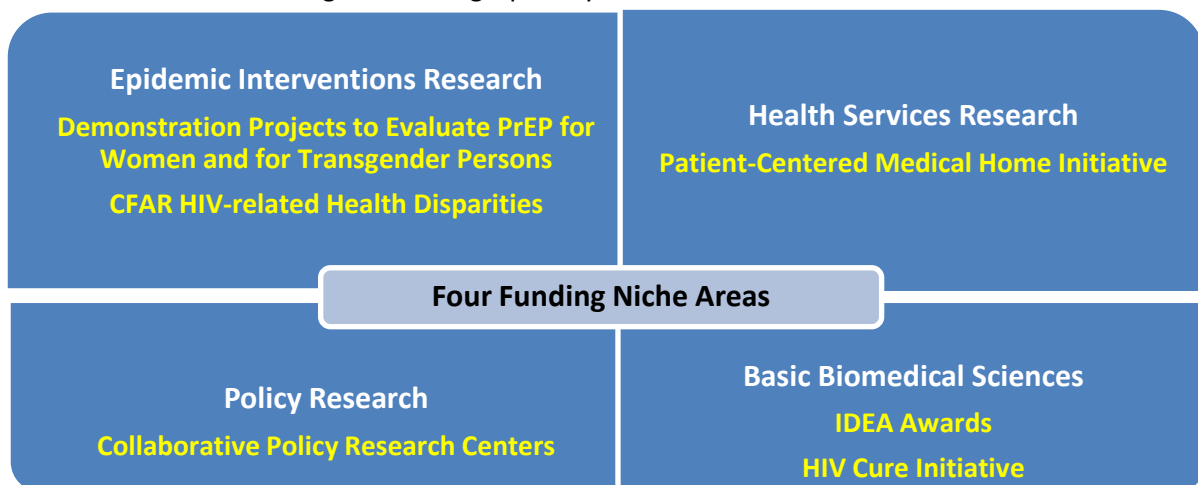 Epidemic Interventions Research
Demonstration Projects to Evaluate PrEP for
Women and for Transgender Persons
CFAR HIV-related Health Disparities
Health Services Research
Patient-Centered Medical Home Initiative
Four Funding Niche Areas
Policy Research
Collaborative Policy Research Centers
Basic Biomedical Sciences
IDEA Awards
HIV Cure Initiative